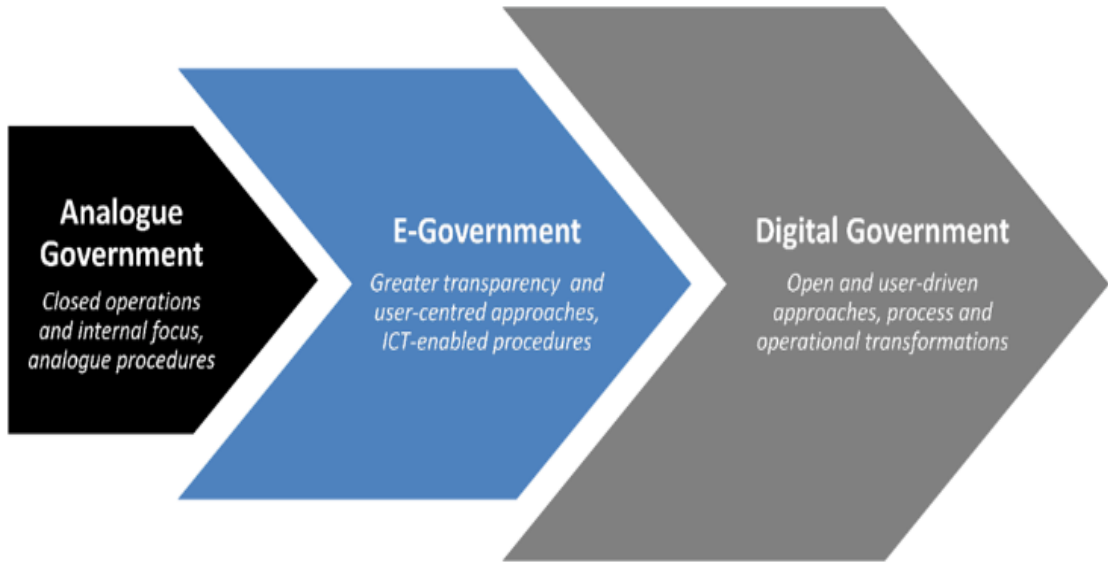 Analogue
Government
Closed operations
and internal focus,
analogue procedures
E-Government
Greater transparency and
user-centred approaches,
ICT-enabled procedures
Digital Government
Open and user-driven
approaches, process and
operational transformations